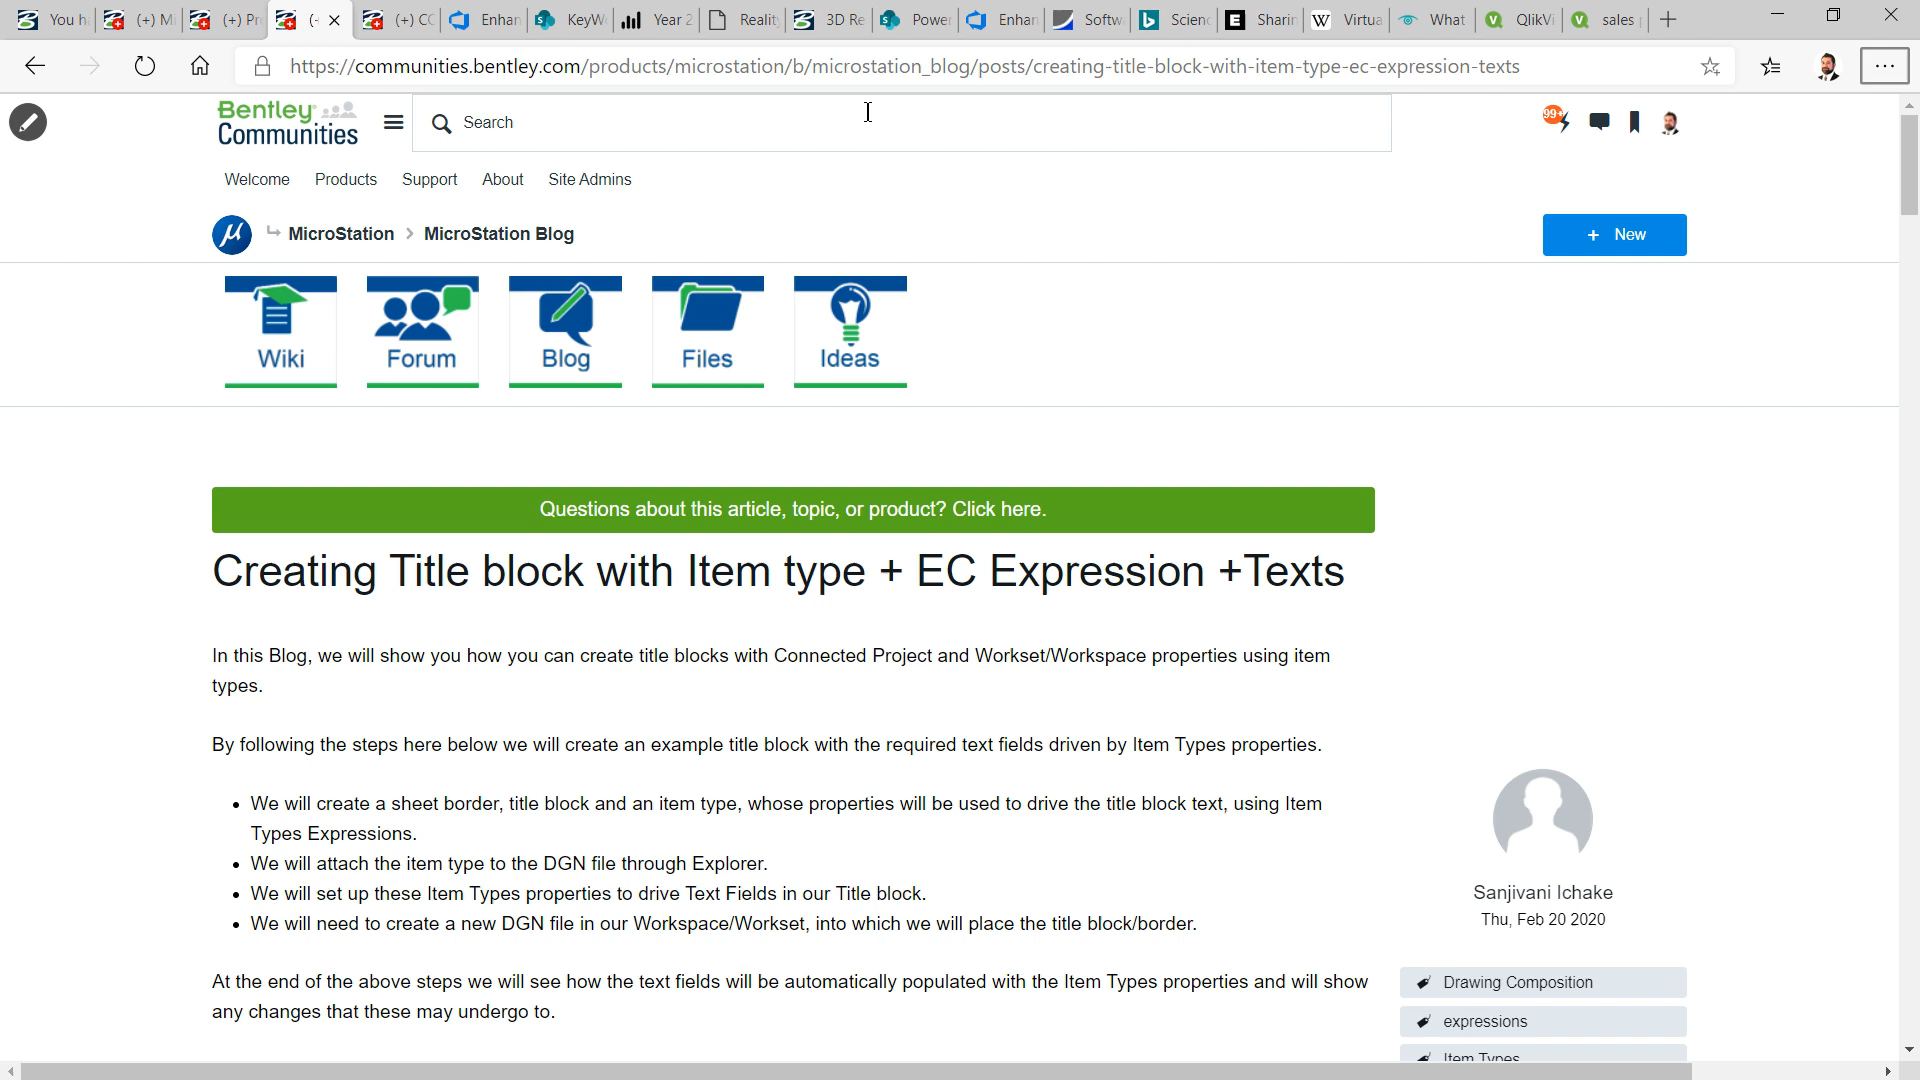 You h
(+) Mi
(+) Pr
(+) CC
Enhan
KeyW
Year 2
Realit
3D Re
Power
Enhan
Softw
Scienc
Sharin
Virtua
What
QlikVi
sales
https://communities.bentley.com/products/microstation/b/microstation_blog/posts/creating-title-block-with-item-type-ec-expression-texts
Bentley
Communities
Search
99+
Welcome Products Support About Site Admins
μ MicroStation > MicroStation Blog
+ New
Wiki Forum Blog Files Ideas
Questions about this article, topic, or product? Click here.
Creating Title block with Item type + EC Expression +Texts
In this Blog, we will show you how you can create title blocks with Connected Project and Workset/Workspace properties using item
types.
By following the steps here below we will create an example title block with the required text fields driven by Item Types properties.
• We will create a sheet border, title block and an item type, whose properties will be used to drive the title block text, using Item
Types Expressions.
• We will attach the item type to the DGN file through Explorer.
• We will set up these Item Types properties to drive Text Fields in our Title block.
• We will need to create a new DGN file in our Workspace/Workset, into which we will place the title block/border.
At the end of the above steps we will see how the text fields will be automatically populated with the Item Types properties and will show
any changes that these may undergo to.
Sanjivani Ichake
Thu, Feb 20 2020
Drawing Composition
expressions
Item Types